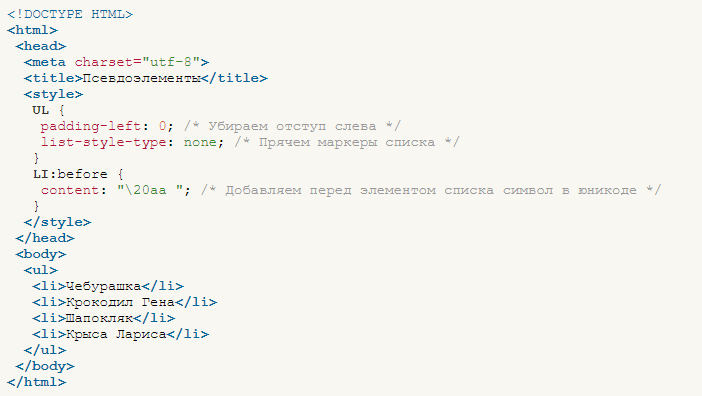 <!DOCTYPE HTML>
<html>
 <head>
  <meta charset="utf-8">
  <title>Псевдоэлементы</title>
  <style>
   UL {
    padding-left: 0; /* Убираем отступ слева */
    list-style-type: none; /* Прячем маркеры списка */
   }
   LI:before {
    content: "\20aa "; /* Добавляем перед элементом списка символ в юникоде */
   }
  </style>
 </head>
 <body>
  <ul>
   <li>Чебурашка</li>
   <li>Крокодил Гена</li>
   <li>Шапокляк</li>
   <li>Крыса Лариса</li>
  </ul>
 </body>
</html>